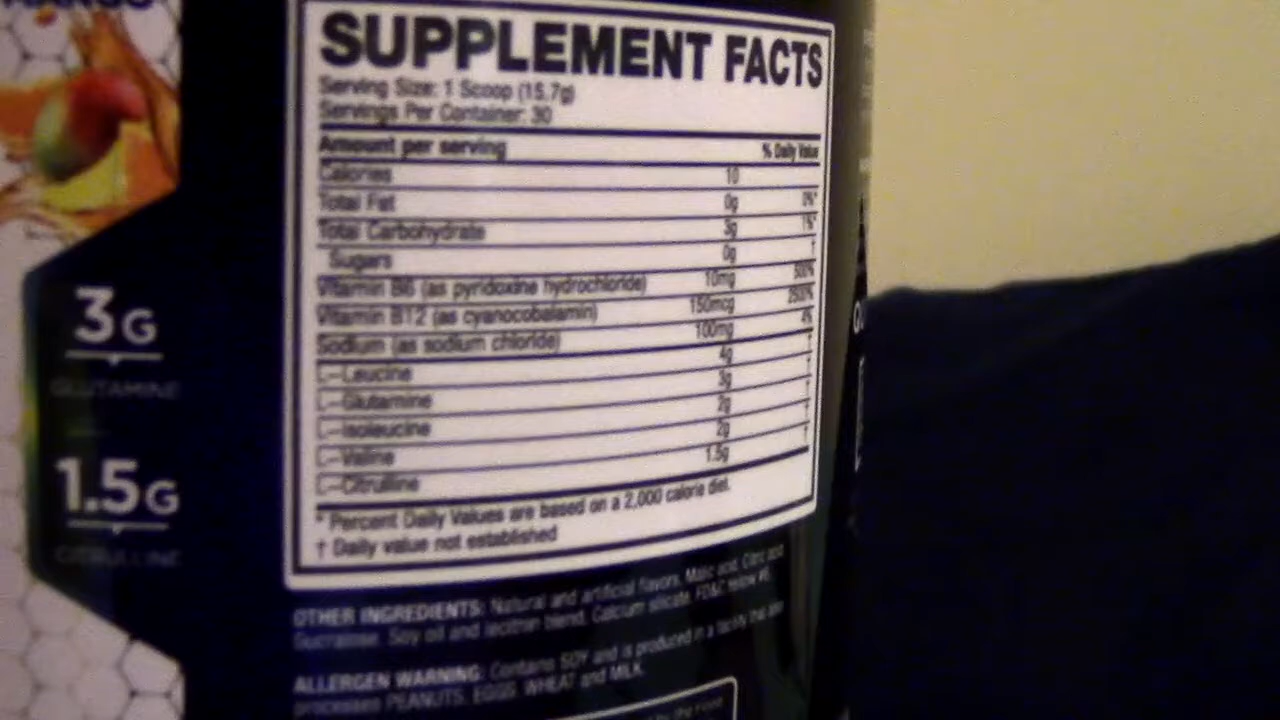 MANGO
3G
GLUTAMINE
1.5G
CITRULLINE
SUPPLEMENT FACTS
Serving Size: 1 Scoop (15.7g)
Servings Per Container: 30
Amount per serving % Daily Value
Calories 10
Total Fat 0g 0%*
Total Carbohydrate 3g 1%*
Sugars 0g †
Vitamin B6 (as pyridoxine hydrochloride) 10mg 500%
Vitamin B12 (as cyanocobalamin) 150mcg 2500%
Sodium (as sodium chloride) 100mg 4%
L-Leucine 4g †
L-Glutamine 3g †
L-Isoleucine 2g †
L-Valine 2g †
L-Citrulline 1.5g †
* Percent Daily Values are based on a 2,000 calorie diet.
† Daily value not established
OTHER INGREDIENTS: Natural and artificial flavors, Malic acid, Citric acid
Sucralose, Soy oil and lecithin blend, Calcium silicate, FD&C Yellow #5.
ALLERGEN WARNING: Contains SOY and is produced in a facility that also
processes PEANUTS, EGGS, WHEAT and MILK.
by the Food